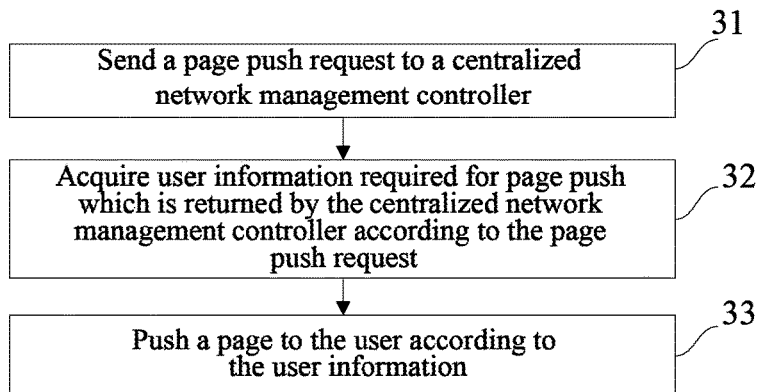 31
Send a page push request to a centralized
network management controller
32
Acquire user information required for page push
which is returned by the centralized network
management controller according to the page
push request
33
Push a page to the user according to
the user information